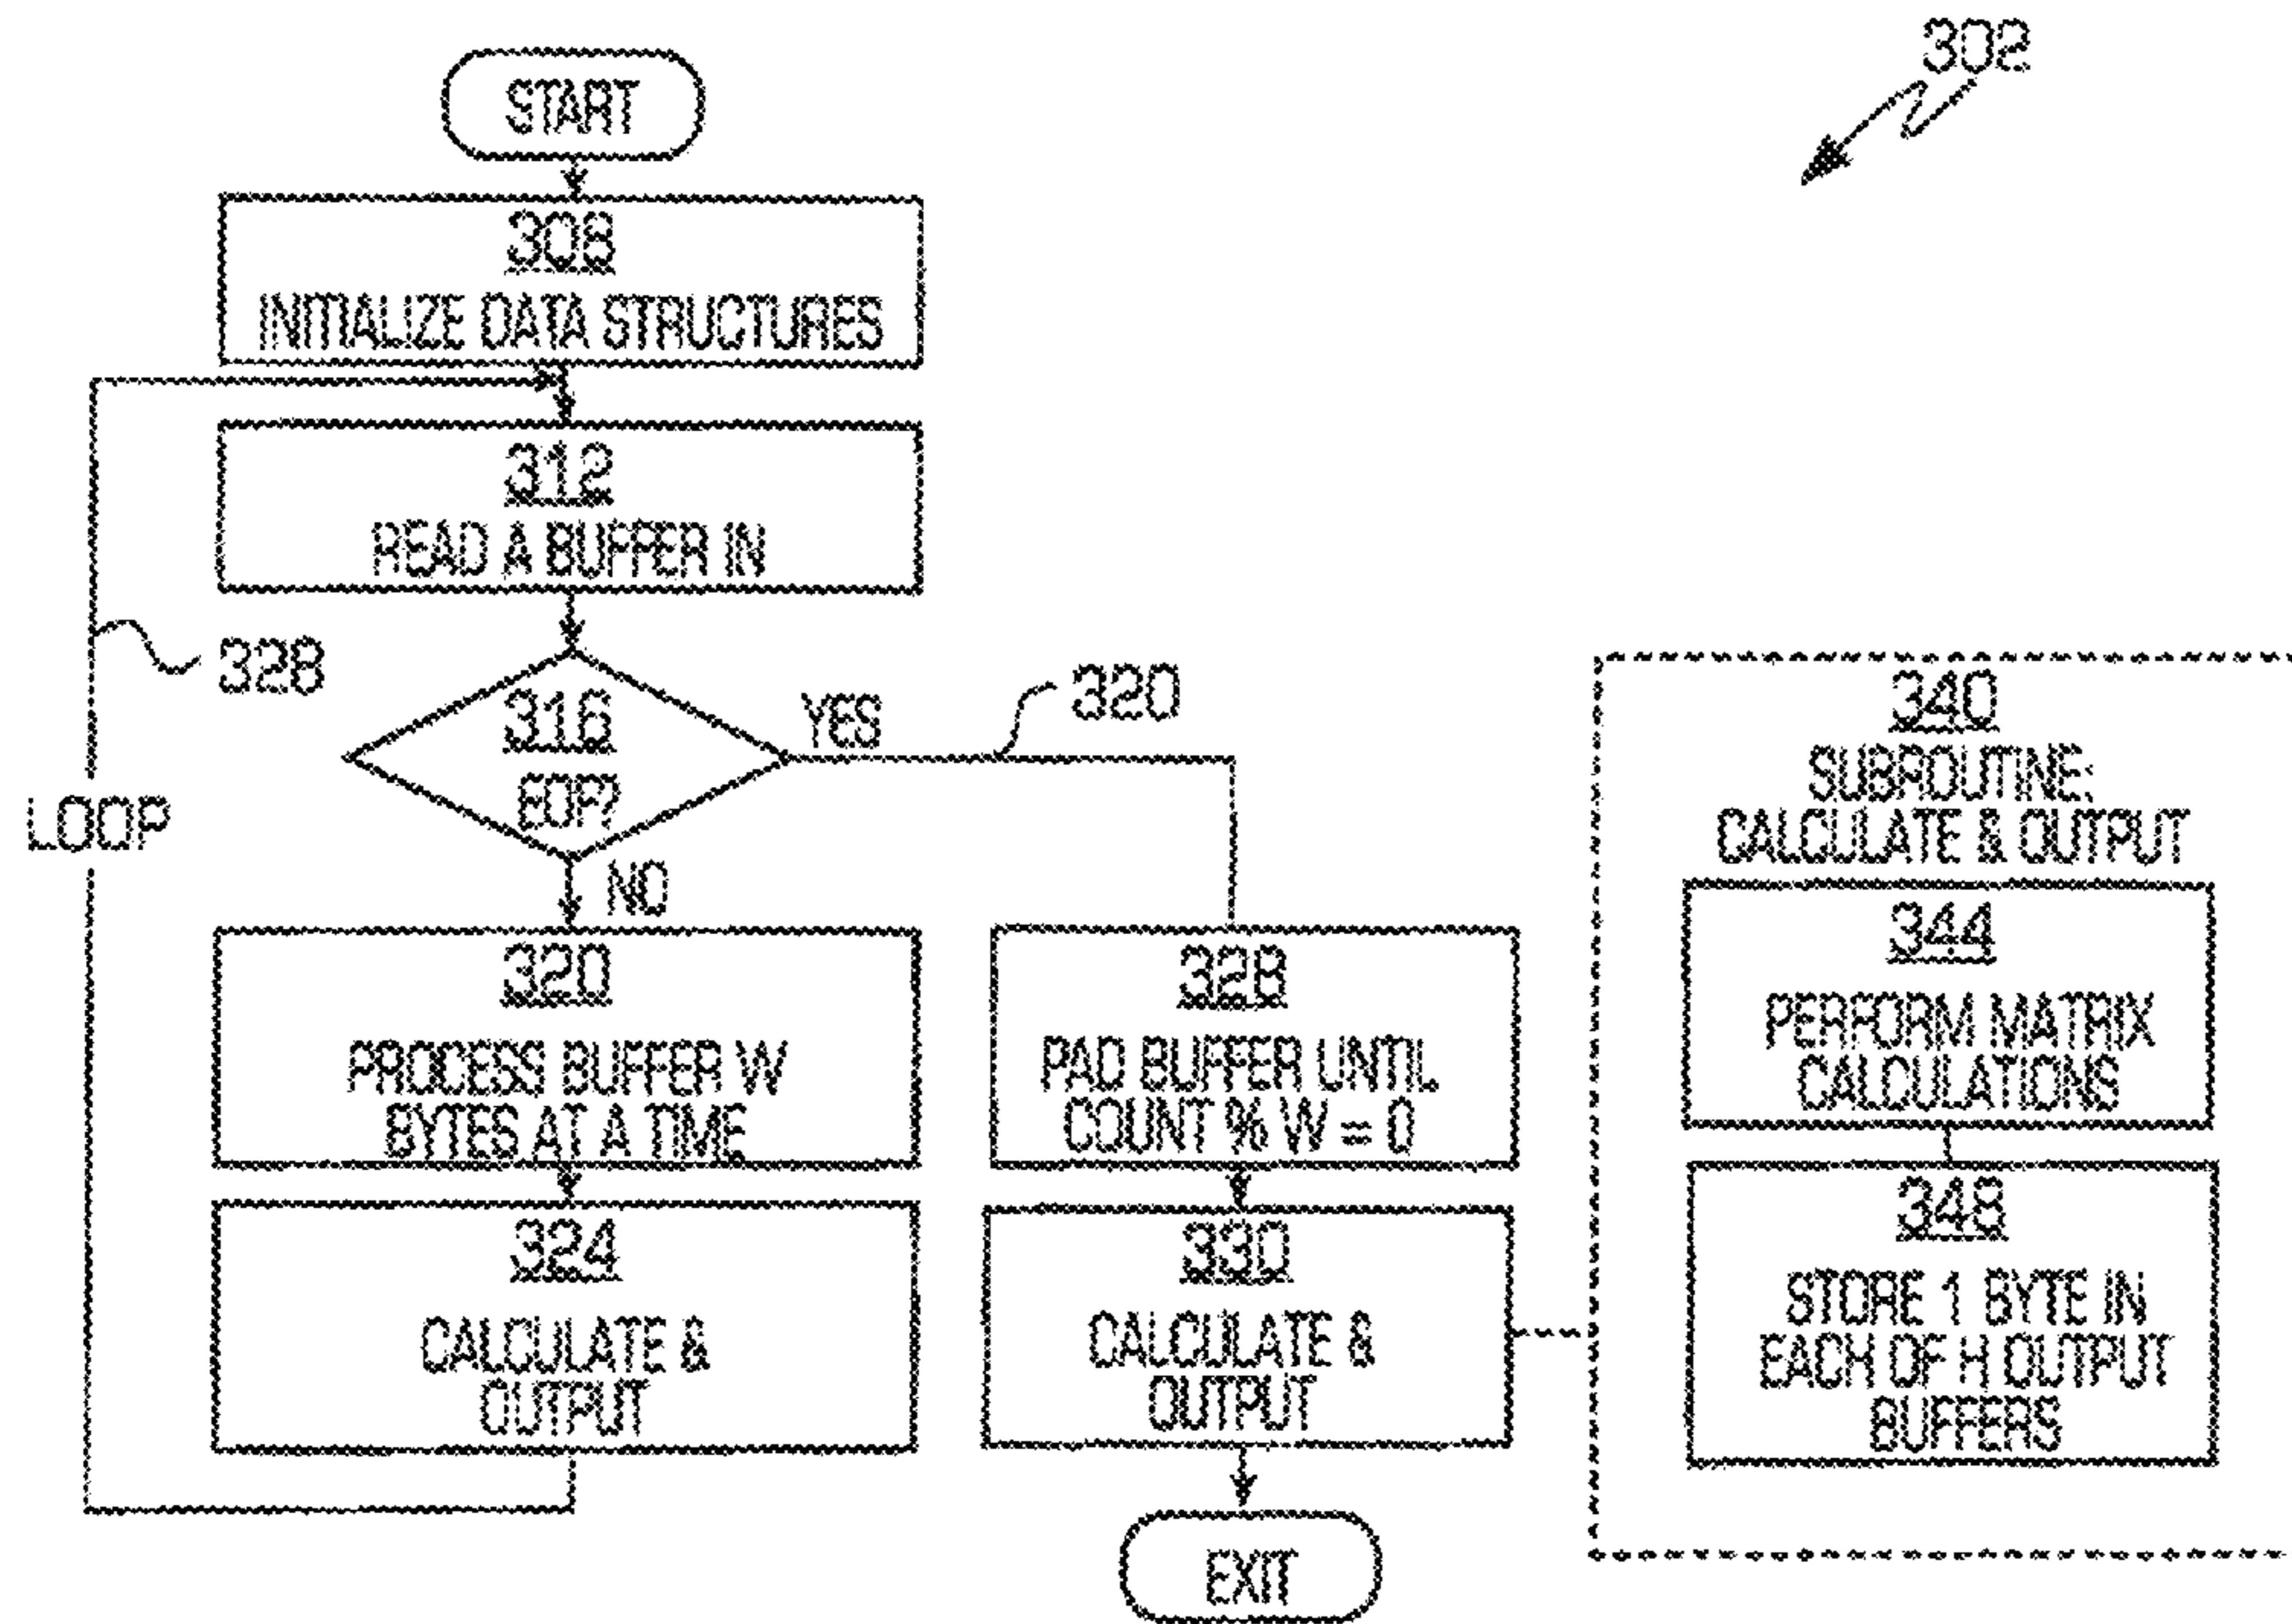 302
START
308
INITIALIZE DATA STRUCTURES
312
READ A BUFFER IN
328
316
EOF?
YES
320
LOOP
NO
320
PROCESS BUFFER W
BYTES AT A TIME
324
CALCULATE &
OUTPUT
328
PAD BUFFER UNTIL
COUNT % W = 0
330
CALCULATE &
OUTPUT
EXIT
340
SUBROUTINE:
CALCULATE & OUTPUT
344
PERFORM MATRIX
CALCULATIONS
348
STORE 1 BYTE IN
EACH OF H OUTPUT
BUFFERS